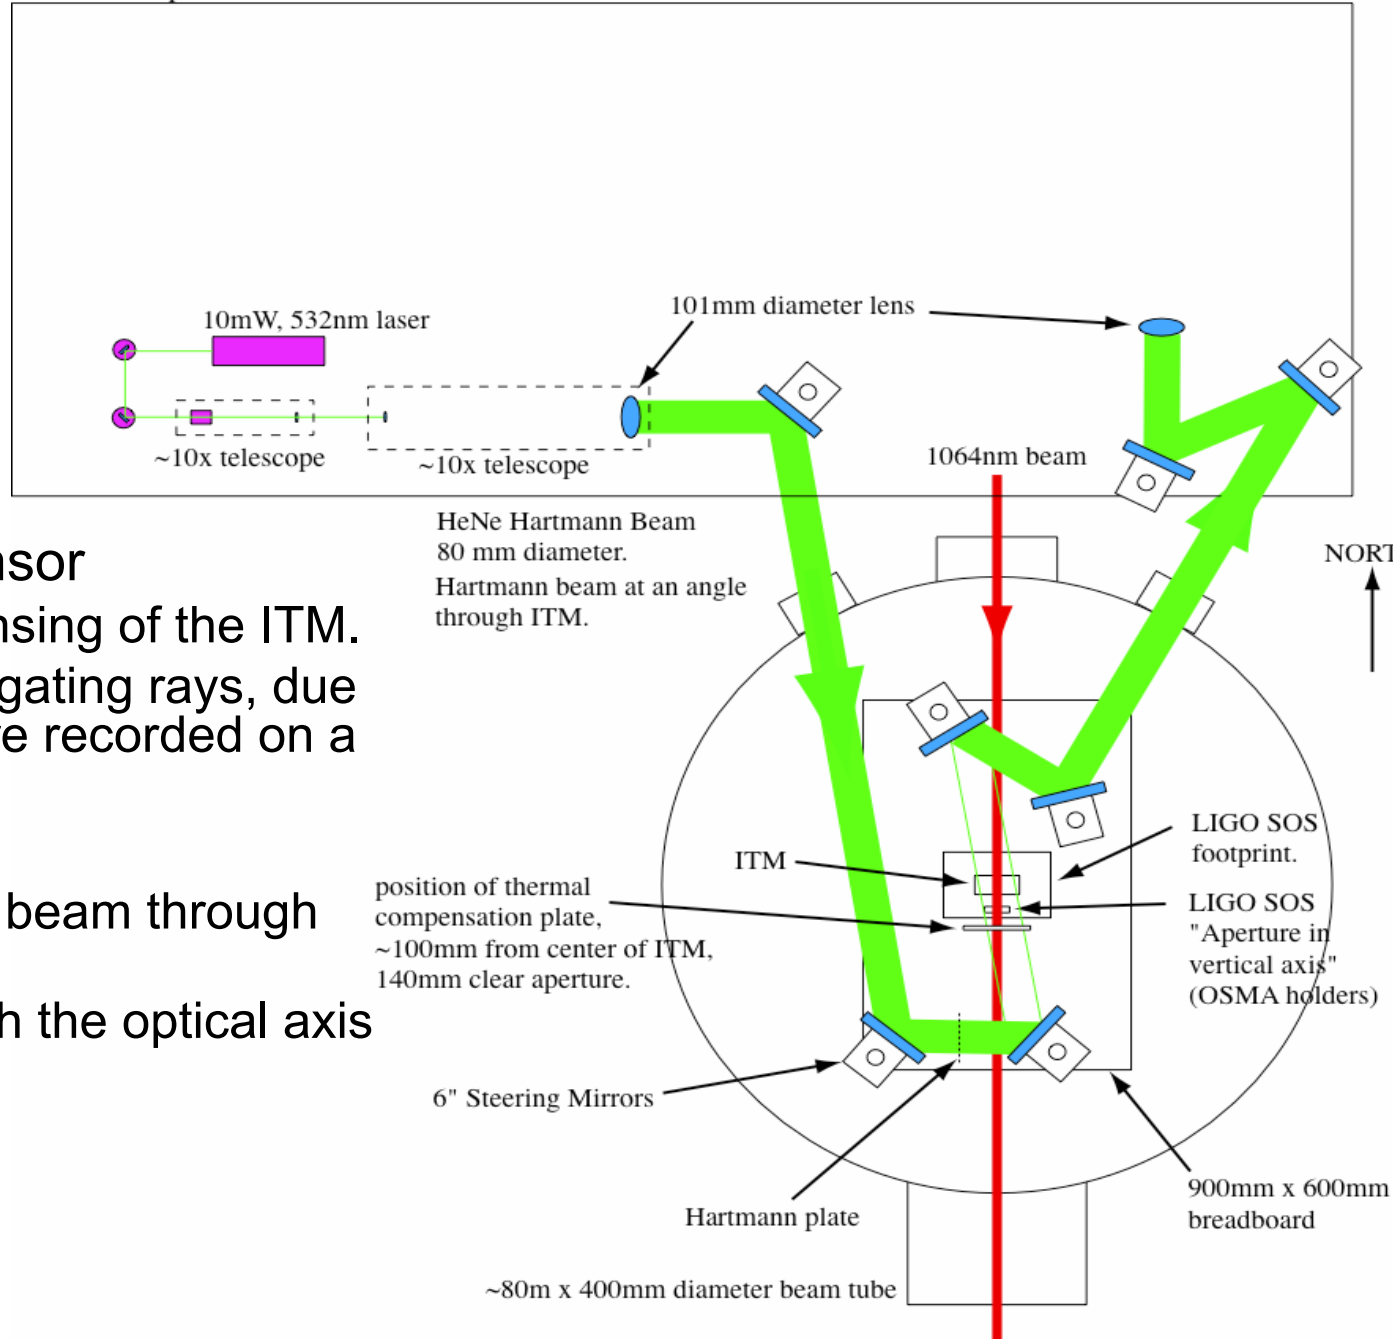 10mW, 532nm laser
101mm diameter lens
~10x telescope
~10x telescope
1064nm beam
HeNe Hartmann Beam
80 mm diameter.
Hartmann beam at an angle
through ITM.
NORT
nsor
nsing of the ITM.
gating rays, due
re recorded on a
beam through
h the optical axis
ITM
LIGO SOS
footprint.
position of thermal
compensation plate,
~100mm from center of ITM,
140mm clear aperture.
LIGO SOS
"Aperture in
vertical axis"
(OSMA holders)
6" Steering Mirrors
Hartmann plate
900mm x 600mm
breadboard
~80m x 400mm diameter beam tube